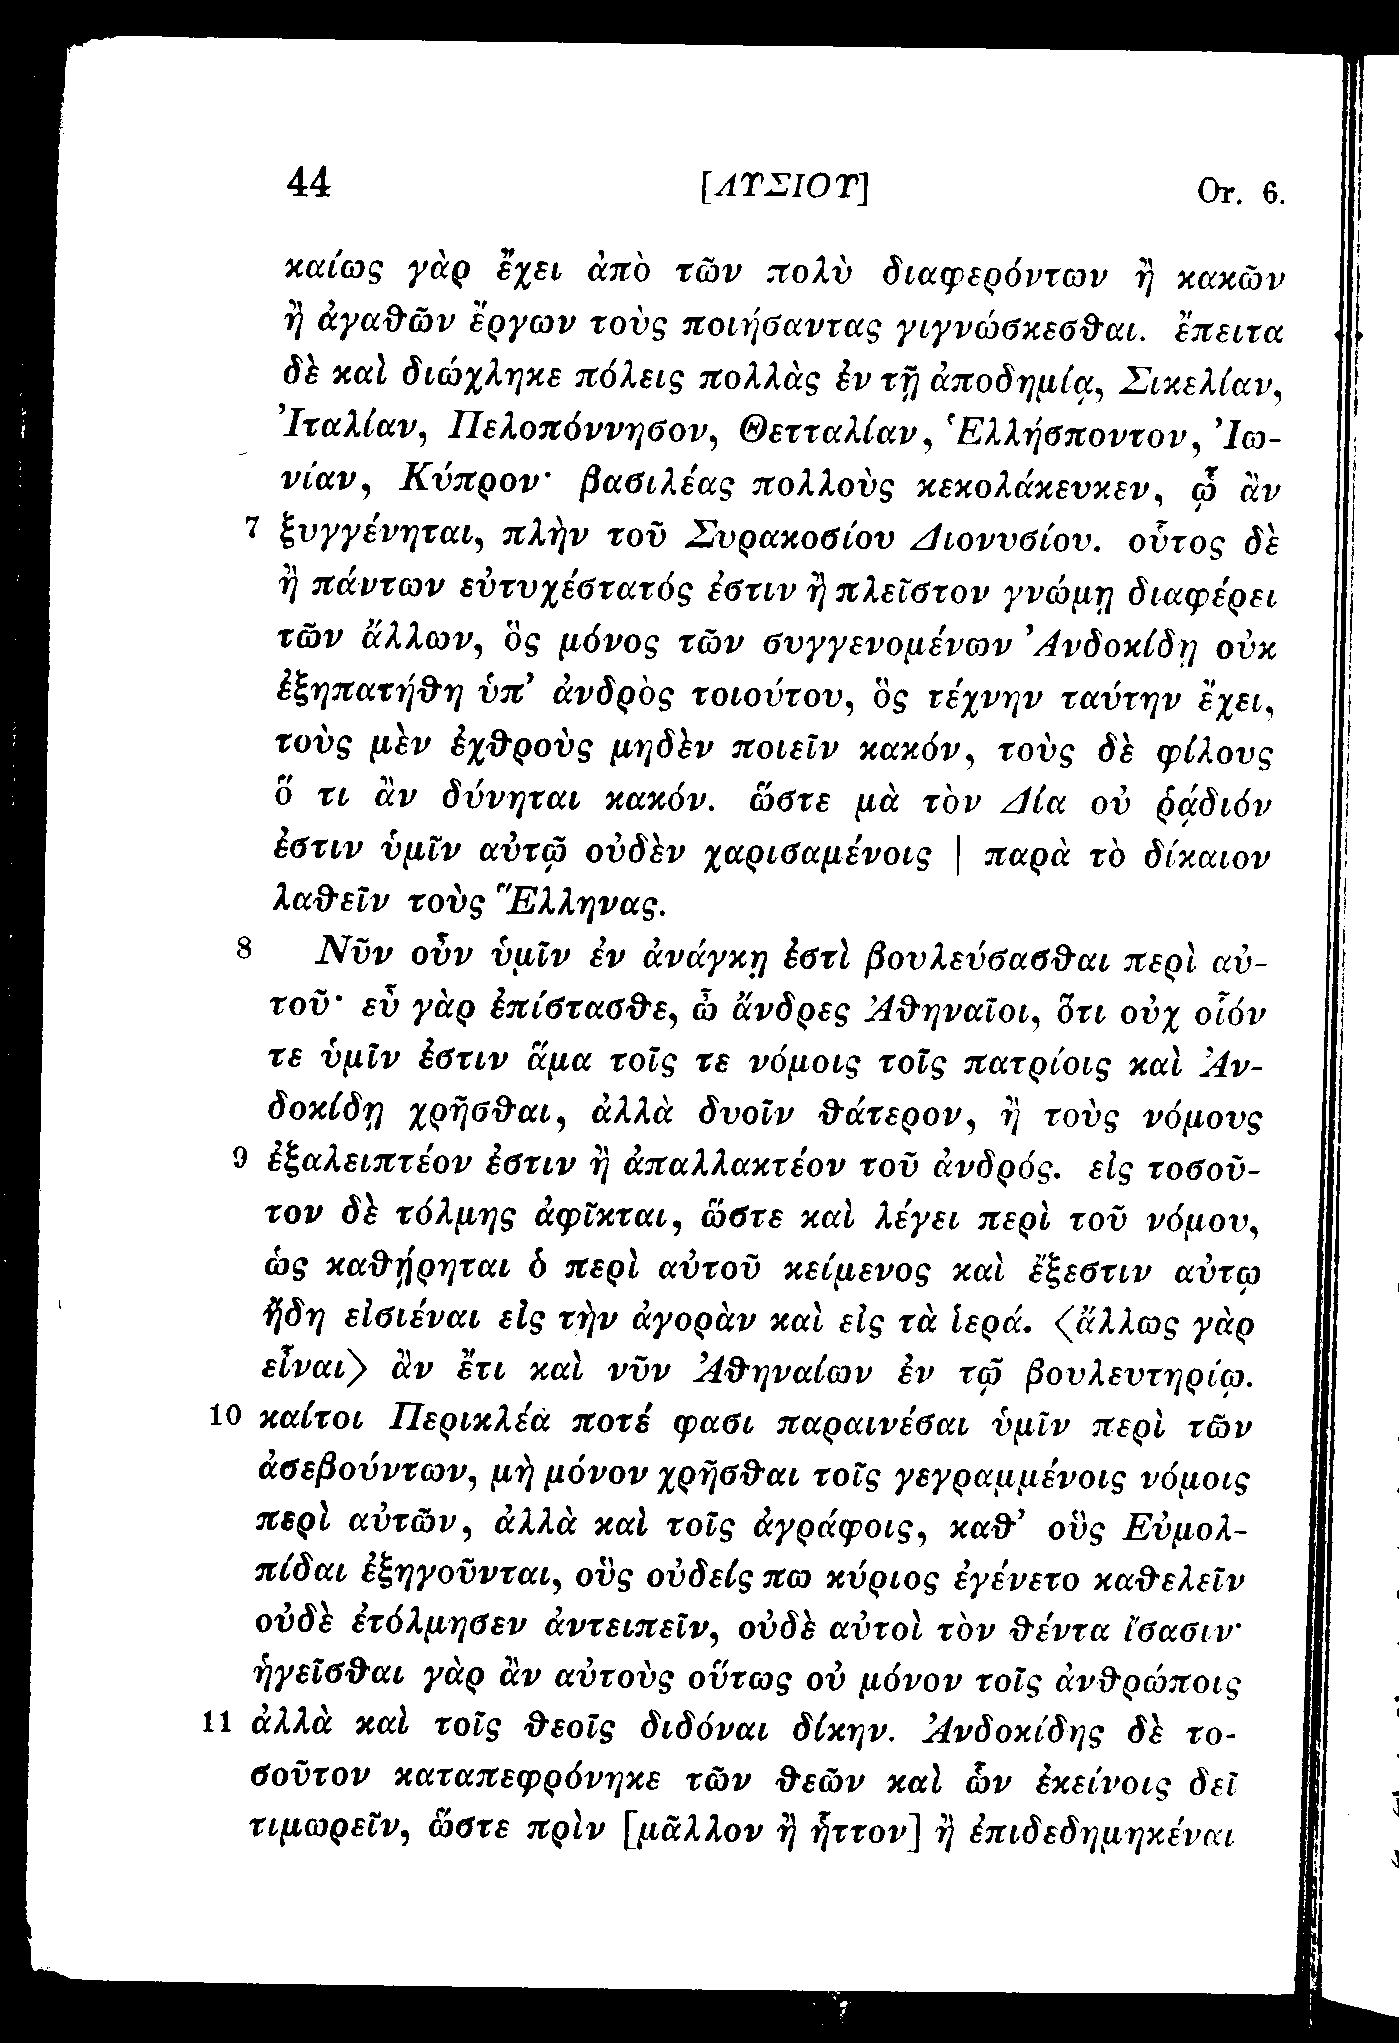 44 [ΛΥΣΙΟΥ] Or. 6.
καίως γὰρ ἔχει ἀπὸ τῶν πολὺ διαφερόντων ἢ κακῶν
ἢ ἀγαθῶν ἔργων τοὺς ποιήσαντας γιγνώσκεσθαι. ἔπειτα
δὲ καὶ διώχληκε πόλεις πολλὰς ἐν τῇ ἀποδημίᾳ, Σικελίαν,
Ἰταλίαν, Πελοπόννησον, Θετταλίαν, Ἑλλήσποντον, Ἰω-
νίαν, Κύπρον· βασιλέας πολλοὺς κεκολάκευκεν, ᾧ ἂν
7 ξυγγένηται, πλὴν τοῦ Συρακοσίου Διονυσίου. οὗτος δὲ
ἢ πάντων εὐτυχέστατός ἐστιν ἢ πλεῖστον γνώμῃ διαφέρει
τῶν ἄλλων, ὃς μόνος τῶν συγγενομένων Ἀνδοκίδῃ οὐκ
ἐξηπατήθη ὑπ’ ἀνδρὸς τοιούτου, ὃς τέχνην ταύτην ἔχει,
τοὺς μὲν ἐχθροὺς μηδὲν ποιεῖν κακόν, τοὺς δὲ φίλους
ὅ τι ἂν δύνηται κακόν. ὥστε μὰ τὸν Δία οὐ ῥᾴδιόν
ἐστιν ὑμῖν αὐτῷ οὐδὲν χαρισαμένοις | παρὰ τὸ δίκαιον
λαθεῖν τοὺς Ἕλληνας.
8 Νῦν οὖν ὑμῖν ἐν ἀνάγκῃ ἐστὶ βουλεύσασθαι περὶ αὐ-
τοῦ· εὖ γὰρ ἐπίστασθε, ὦ ἄνδρες Ἀθηναῖοι, ὅτι οὐχ οἷόν
τε ὑμῖν ἐστιν ἅμα τοῖς τε νόμοις τοῖς πατρίοις καὶ Ἀν-
δοκίδῃ χρῆσθαι, ἀλλὰ δυοῖν θάτερον, ἢ τοὺς νόμους
9 ἐξαλειπτέον ἐστιν ἢ ἀπαλλακτέον τοῦ ἀνδρός. εἰς τοσοῦ-
τον δὲ τόλμης ἀφῖκται, ὥστε καὶ λέγει περὶ τοῦ νόμου,
ὡς καθῄρηται ὁ περὶ αὐτοῦ κείμενος καὶ ἔξεστιν αὐτῳ
ἤδη εἰσιέναι εἰς τὴν ἀγορὰν καὶ εἰς τὰ ἱερά. ⟨ἄλλως γὰρ
εἶναι⟩ ἂν ἔτι καὶ νῦν Ἀθηναίων ἐν τῷ βουλευτηρίῳ.
10 καίτοι Περικλέα ποτέ φασι παραινέσαι ὑμῖν περὶ τῶν
ἀσεβούντων, μὴ μόνον χρῆσθαι τοῖς γεγραμμένοις νόμοις
περὶ αὐτῶν, ἀλλὰ καὶ τοῖς ἀγράφοις, καθ’ οὓς Εὐμολ-
πίδαι ἐξηγοῦνται, οὓς οὐδείς πω κύριος ἐγένετο καθελεῖν
οὐδὲ ἐτόλμησεν ἀντειπεῖν, οὐδὲ αὐτοὶ τὸν θέντα ἴσασιν·
ἡγεῖσθαι γὰρ ἂν αὐτοὺς οὕτως οὐ μόνον τοῖς ἀνθρώποις
11 ἀλλὰ καὶ τοῖς θεοῖς διδόναι δίκην. Ἀνδοκίδης δὲ το-
σοῦτον καταπεφρόνηκε τῶν θεῶν καὶ ὧν ἐκείνοις δεῖ
τιμωρεῖν, ὥστε πρὶν [μᾶλλον ἢ ἧττον] ἢ ἐπιδεδημηκέναι